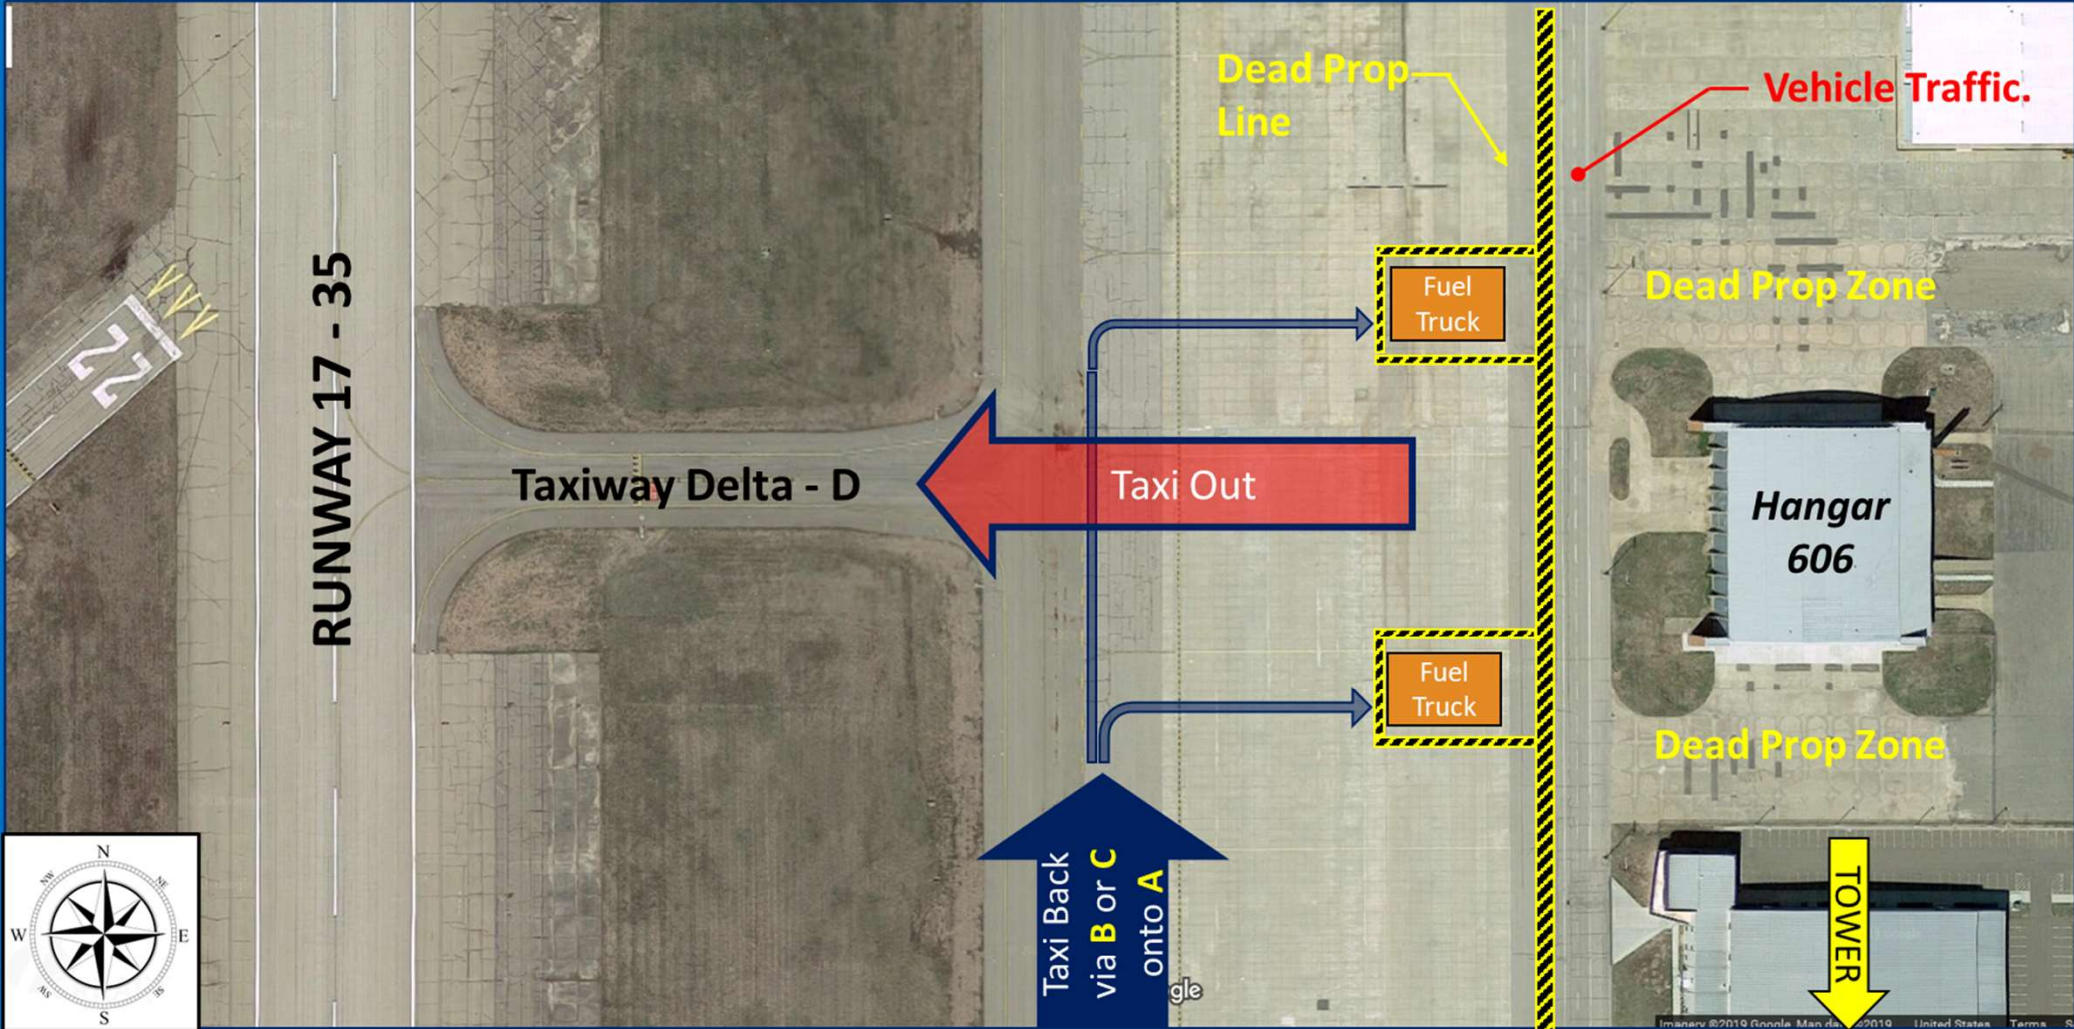 Dead Prop
Line
Vehicle Traffic.
RUNWAY 17 - 35
22
Fuel
Truck
Dead Prop Zone
Taxiway Delta - D
Taxi Out
Hangar
606
Fuel
Truck
Dead Prop Zone
Taxi Back
via B or C
onto A
TOWER
N
NE
E
SE
S
SW
W
NW
gle
Imagery ©2019 Google, Map da ©2019 United States Terms S